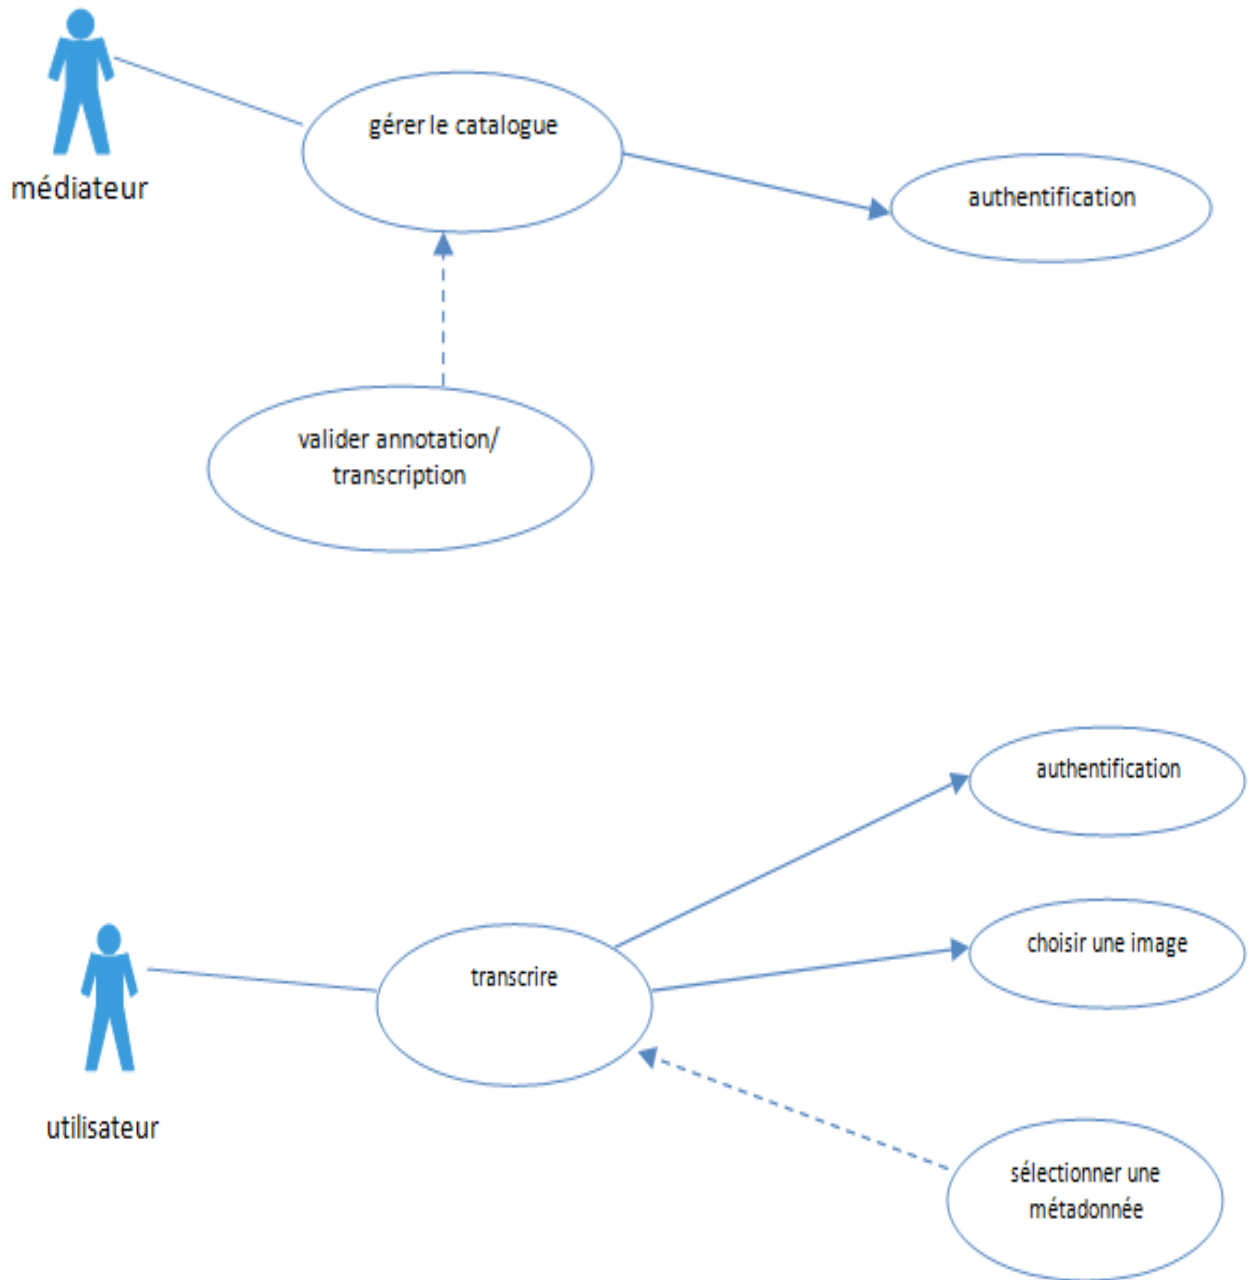 médiateur
gérer le catalogue
authentification
valider annotation/
transcription
authentification
choisir une image
transcrire
utilisateur
sélectionner une
métadonnée